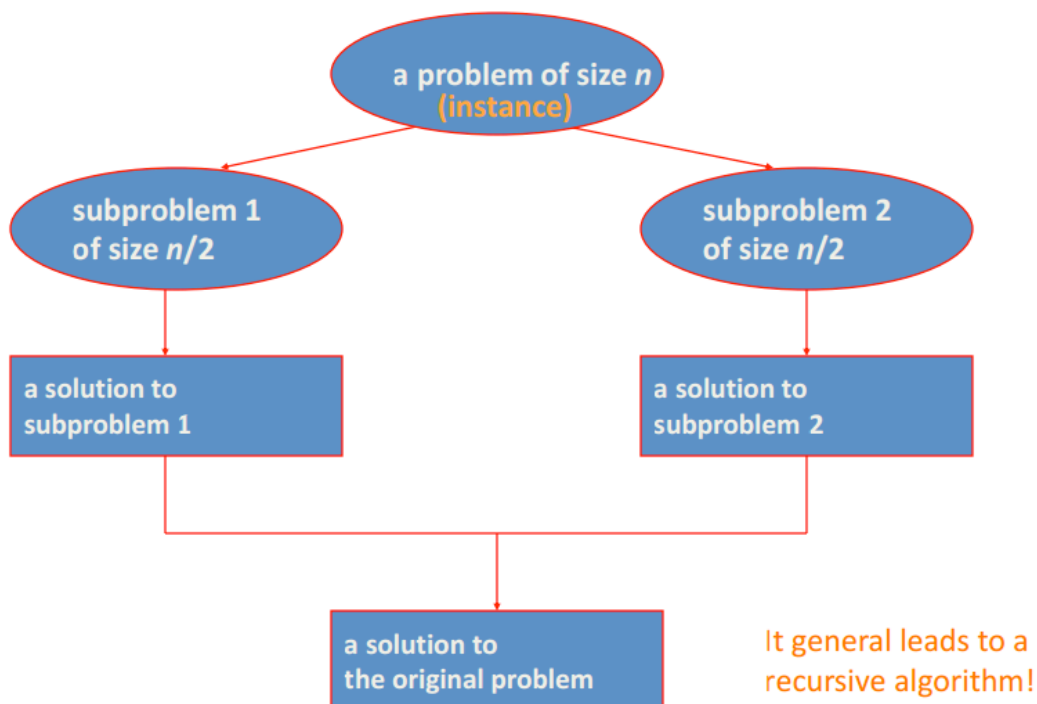 a problem of size n
(instance)
subproblem 1
of size n/2
subproblem 2
of size n/2
a solution to
subproblem 1
a solution to
subproblem 2
a solution to
the original problem
It general leads to a
recursive algorithm!